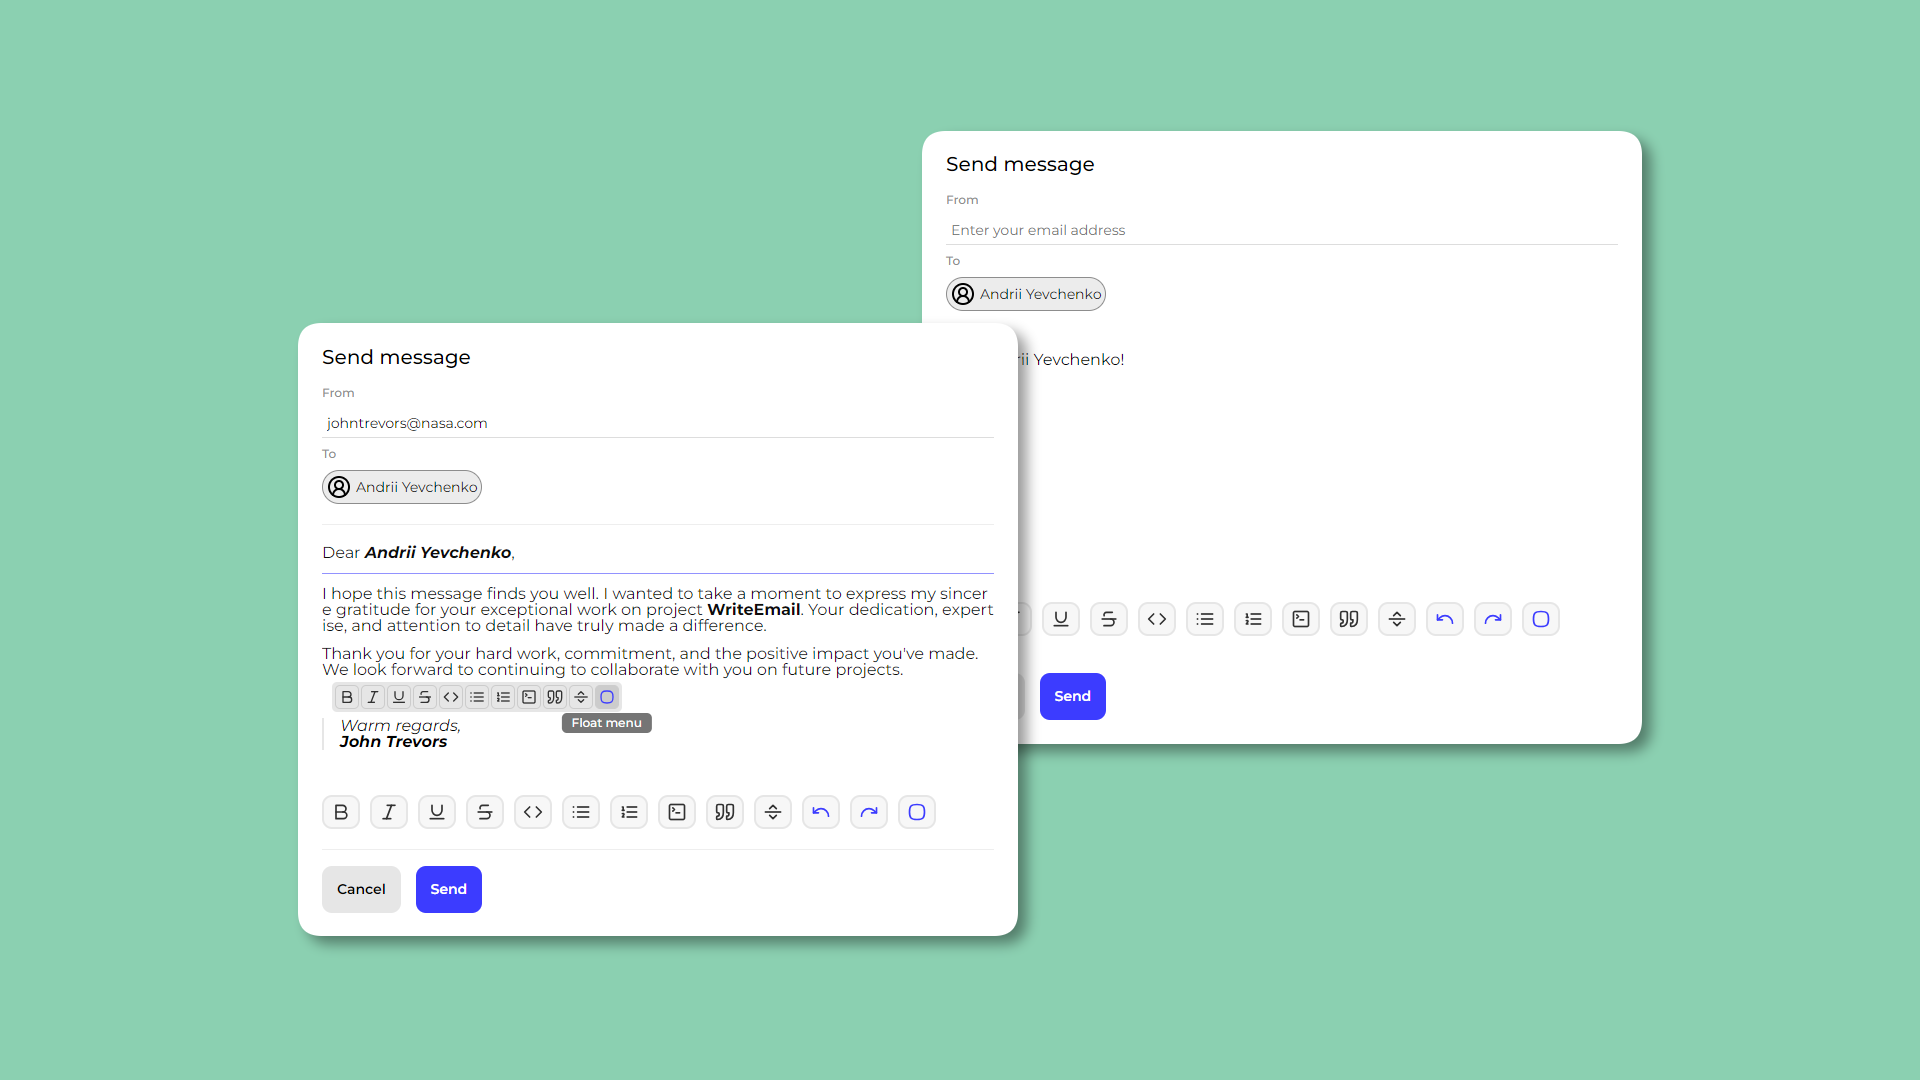 Send message
From
Enter your email address
To
Andrii Yevchenko
Yevchenko!
Send
Send message
From
johntrevors@nasa.com
To
Andrii Yevchenko
Dear Andrii Yevchenko,
I hope this message finds you well. I wanted to take a moment to express my sincer
e gratitude for your exceptional work on project WriteEmail. Your dedication, expert
ise, and attention to detail have truly made a difference.
Thank you for your hard work, commitment, and the positive impact you've made.
We look forward to continuing to collaborate with you on future projects.
Float menu
Warm regards,
John Trevors
Cancel
Send